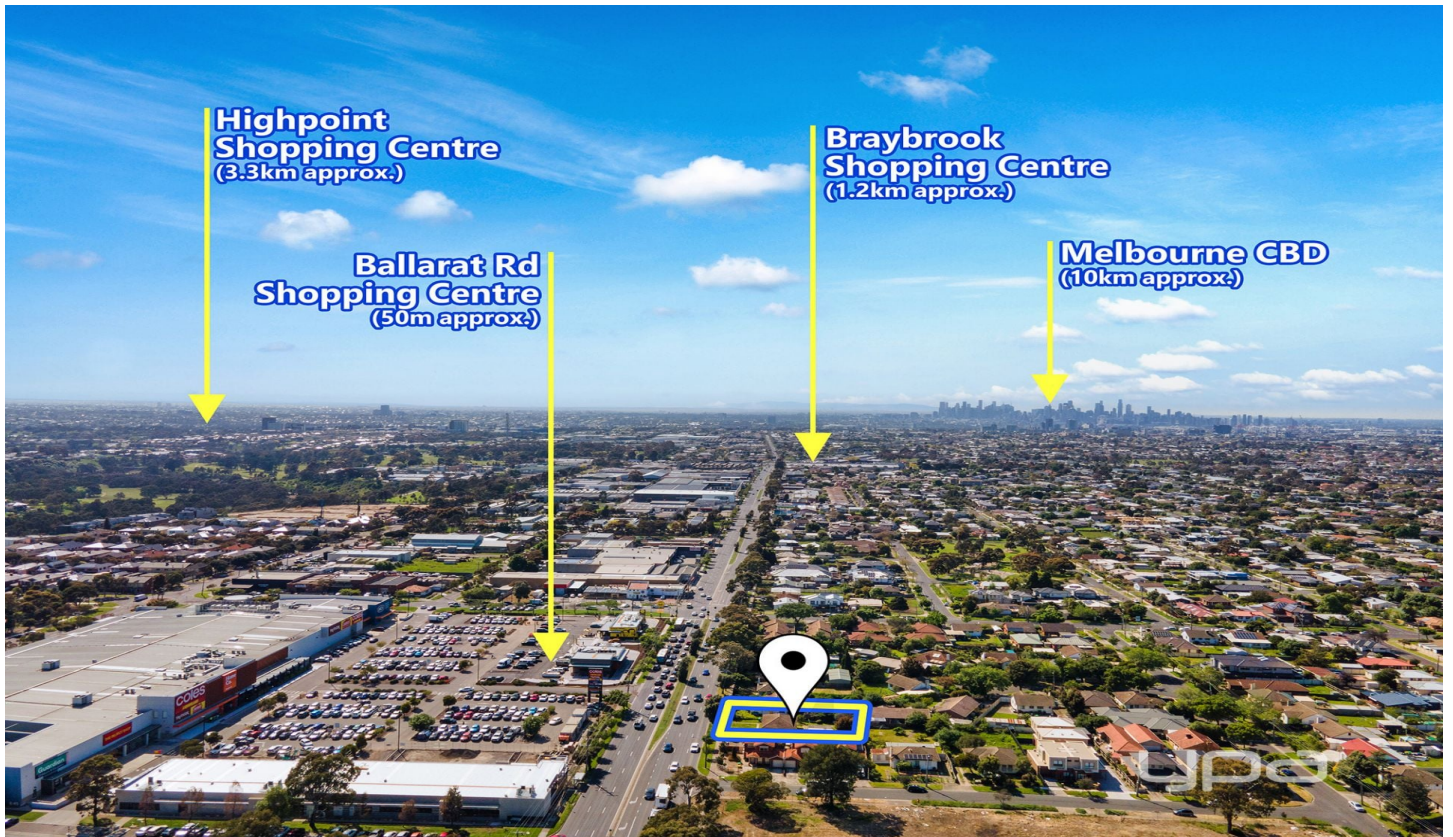 Highpoint
Shopping Centre
(3.3km approx.)
Braybrook
Shopping Centre
(1.2km approx.)
Ballarat Rd
Shopping Centre
(50m approx.)
Melbourne CBD
(10km approx.)
coles
ypa